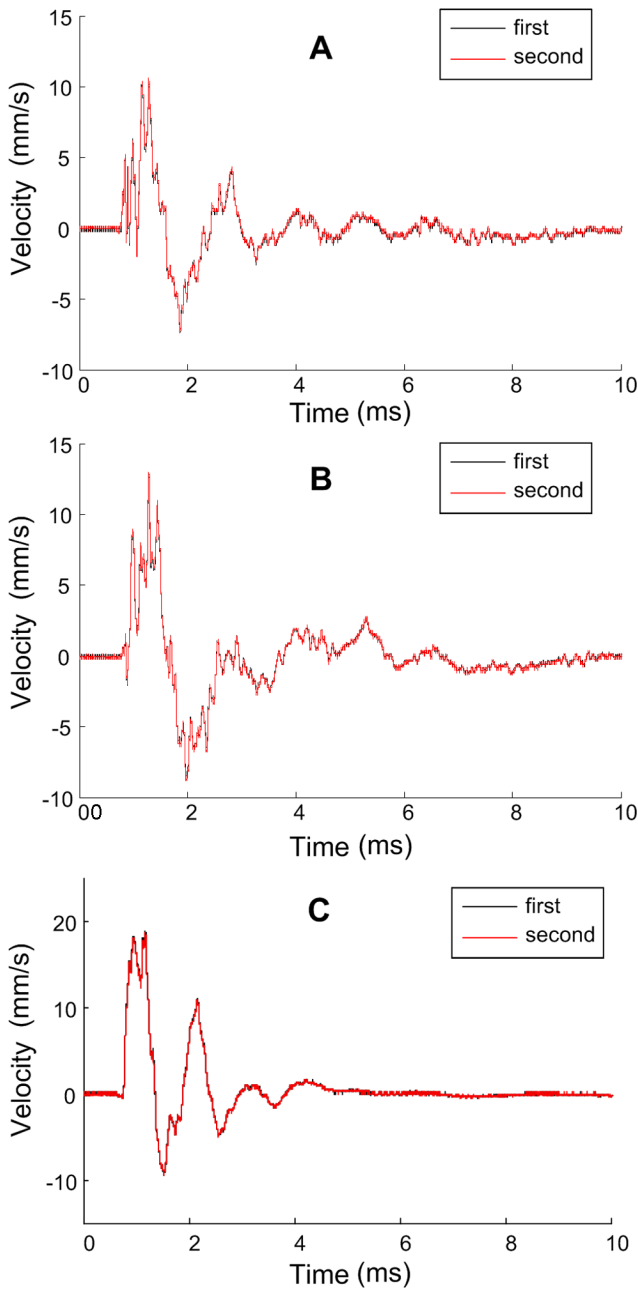 A
first
second
15
10
5
0
-5
-10
Velocity (mm/s)
0 2 4 6 8 10
Time (ms)
B
first
second
15
10
5
0
-5
-10
Velocity (mm/s)
00 2 4 6 8 10
Time (ms)
C
first
second
20
10
0
-10
Velocity (mm/s)
0 2 4 6 8 10
Time (ms)